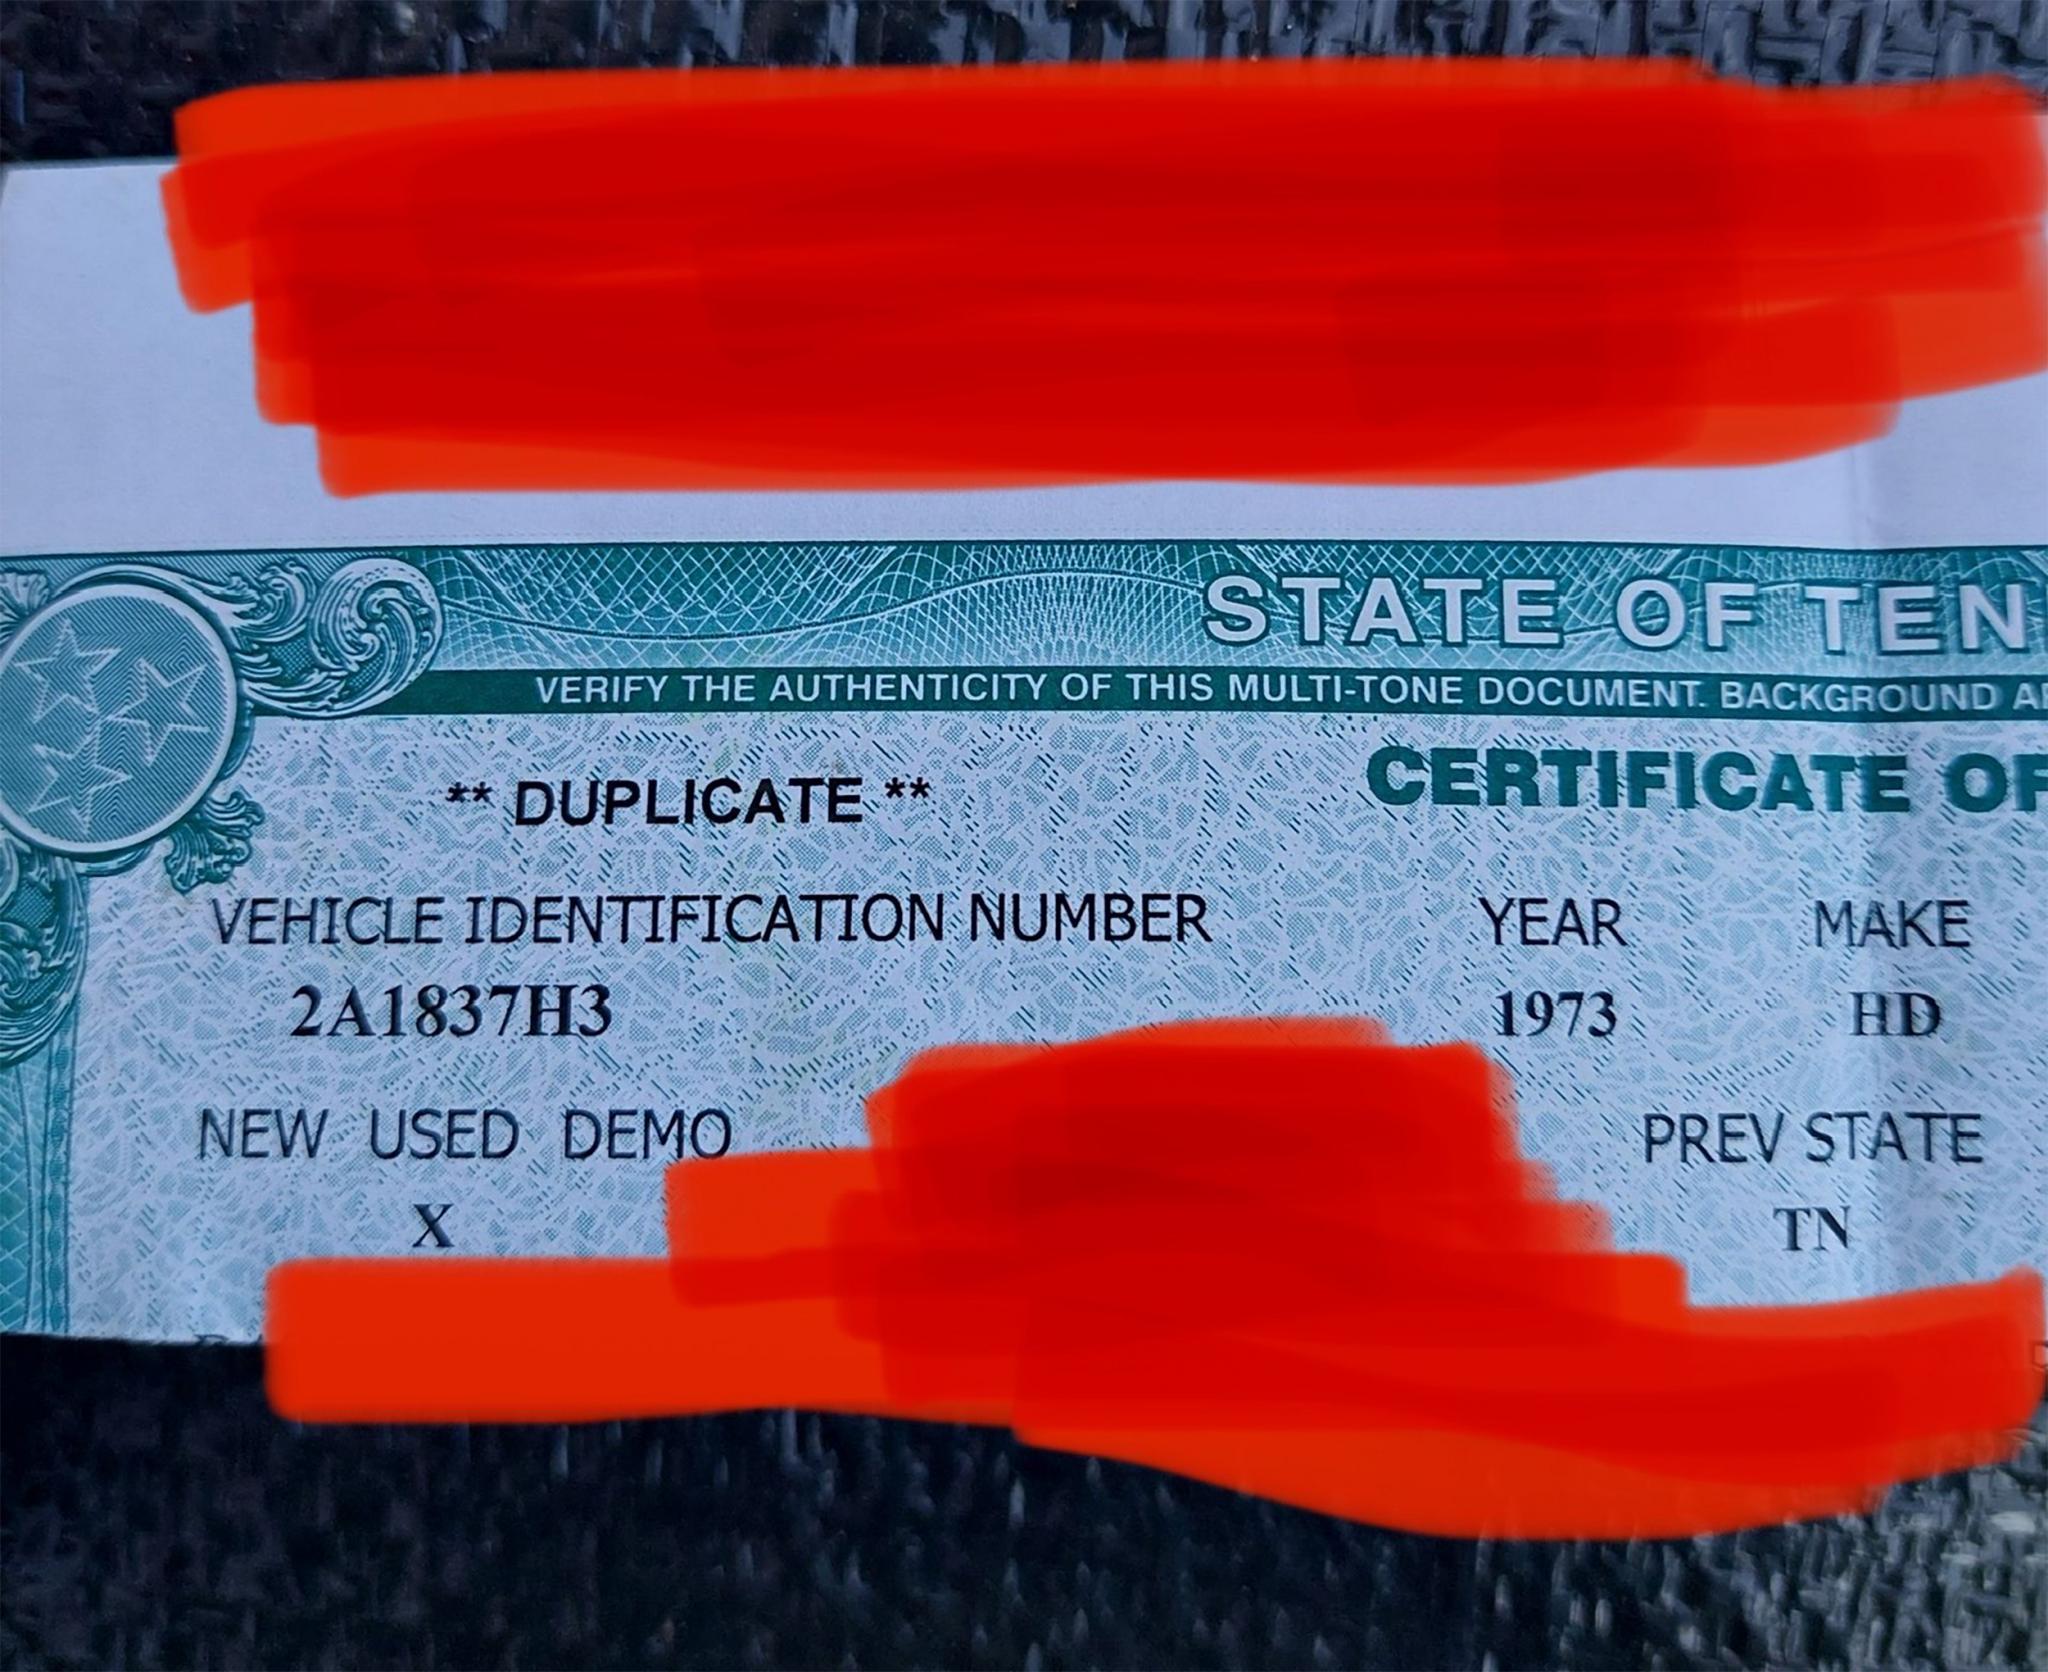 STATE OF TEN
VERIFY THE AUTHENTICITY OF THIS MULTI-TONE DOCUMENT. BACKGROUND
** DUPLICATE **
CERTIFICATE OF
VEHICLE IDENTIFICATION NUMBER YEAR MAKE
2A1837H3 1973 HD
NEW USED DEMO PREV STATE
X TN